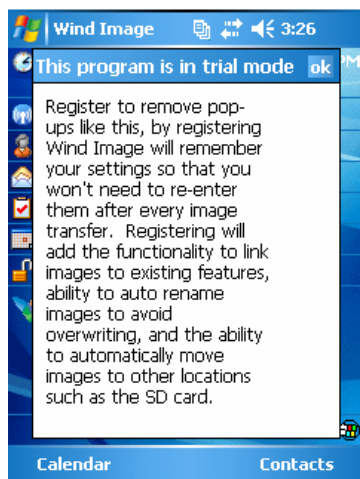 Wind Image 3:26
This program is in trial mode ok
Register to remove pop-
ups like this, by registering
Wind Image will remember
your settings so that you
won't need to re-enter
them after every image
transfer.  Registering will
add the functionality to link
images to existing features,
ability to auto rename
images to avoid
overwriting, and the ability
to automatically move
images to other locations
such as the SD card.
Calendar Contacts